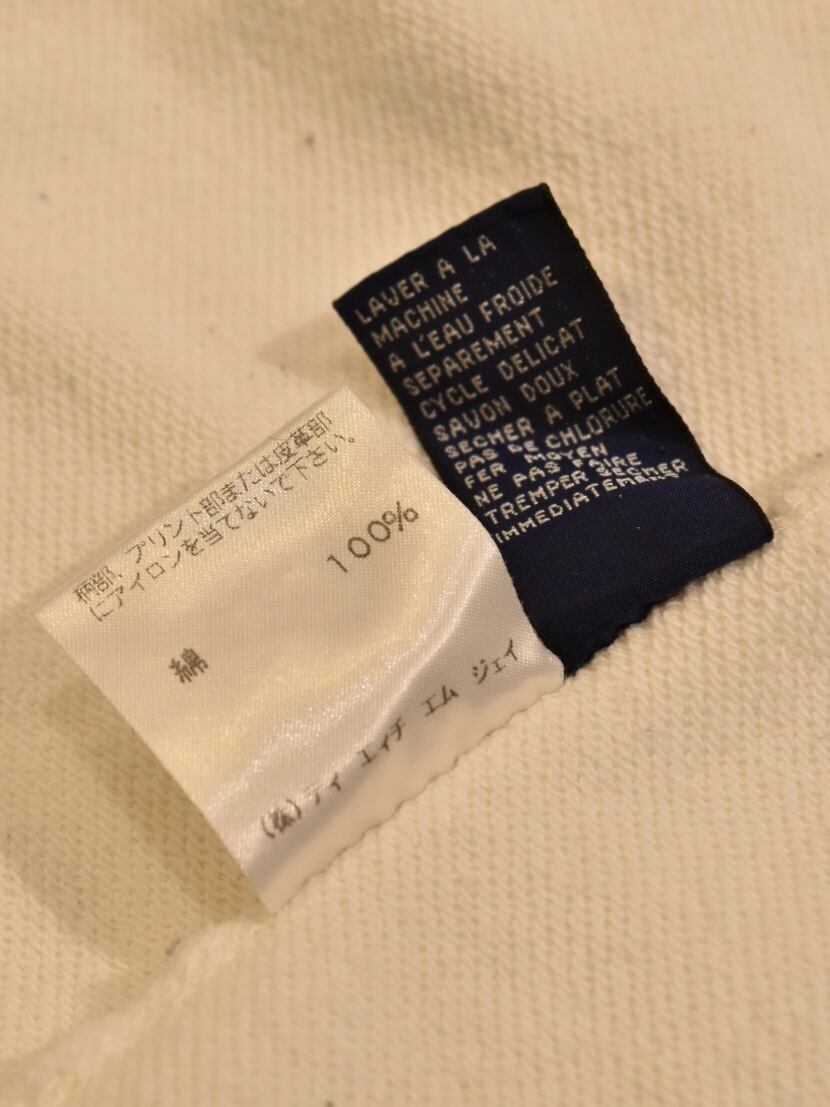 LAVER A LA
MACHINE
A L'EAU FROIDE
SEPAREMENT
CYCLE DELICAT
SAVON DOUX
SECHER A PLAT
PAS DE CHLORURE
FER MOYEN
NE PAS FAIRE
TREMPER SECHER
IMMEDIATEMENT
柄部、プリント部または皮革部
にアイロンを当てないで下さい。
綿 100%
(株)ティ エイチ エム ジェイ